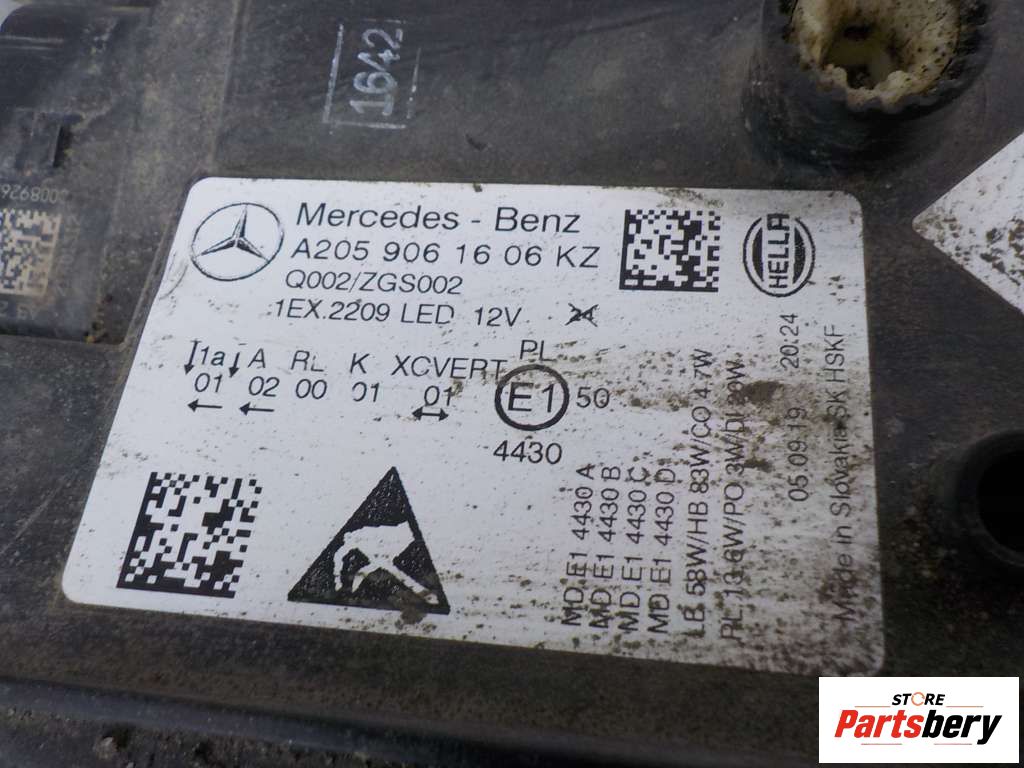 1642
Mercedes - Benz
A205 906 16 06 KZ
Q002/ZGS002
1EX.2209 LED 12V 24
HELLA
1a A RL K XCVERT PL
01 02 00 01 01
E1 50
4430
MD E1 4430 A
MD E1 4430 B
MD E1 4430 C
MD E1 4430 D
LB 58W/HB 83W/CO 4.7W
RL 13.6W/PO 3W/DI 20W
05.09.19 20:24
Made in Slovakia SK HSKF
STORE
Partsbery